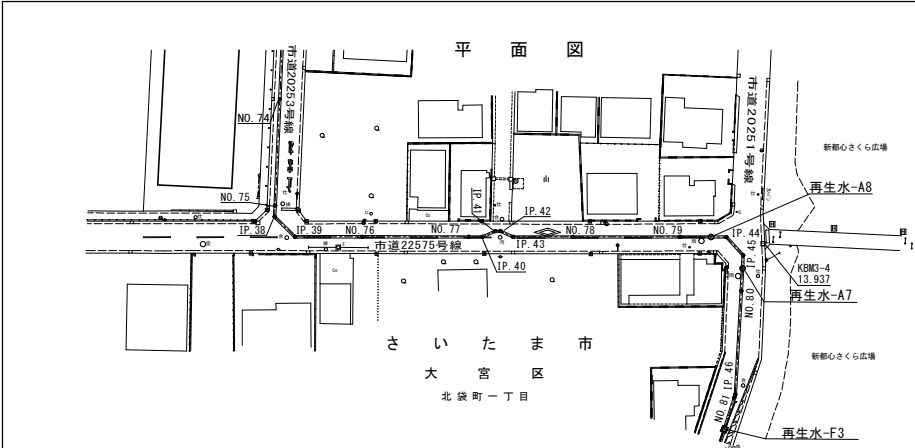 平面図
市道20253号線
NO.74
NO.75
IP.38
IP.39
NO.76
NO.77
IP.41
IP.42
IP.40
IP.43
NO.78
NO.79
市道22575号線
市道20251号線
新都心さくら広場
再生水-A8
IP.44
IP.45
KBM3-4
13.937
再生水-A7
NO.80
IP.46
NO.81
再生水-F3
新都心さくら広場
さいたま市
大宮区
北袋町一丁目